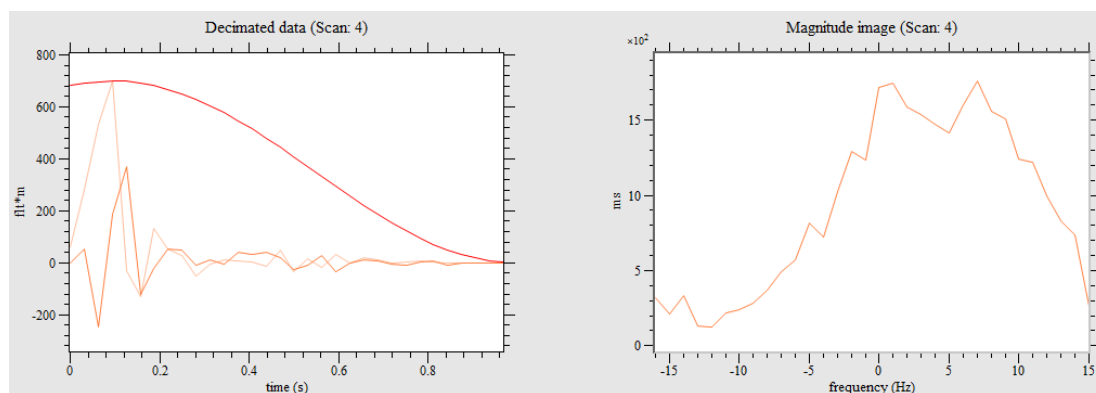 Decimated data (Scan: 4)
800
600
400
200
0
-200
flt*m
0 0.2 0.4 0.6 0.8
time (s)
Magnitude image (Scan: 4)
×10²
15
10
5
0
ms
-15 -10 -5 0 5 10 15
frequency (Hz)